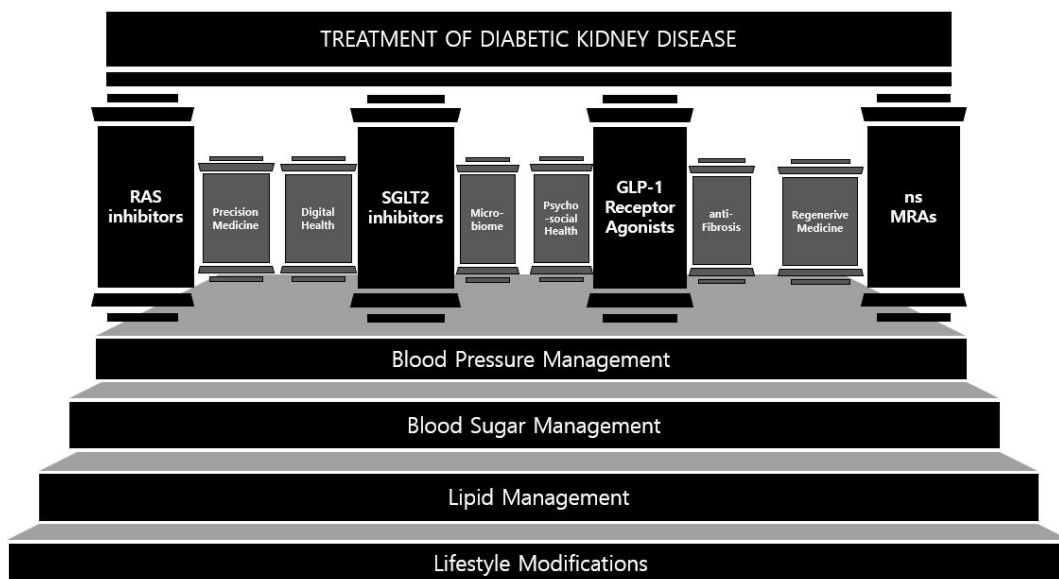 TREATMENT OF DIABETIC KIDNEY DISEASE
RAS
inhibitors
Precision
Medicine
Digital
Health
SGLT2
inhibitors
Micro-
biome
Psycho
-social
Health
GLP-1
Receptor
Agonists
anti-
Fibrosis
Regenerive
Medicine
ns
MRAs
Blood Pressure Management
Blood Sugar Management
Lipid Management
Lifestyle Modifications